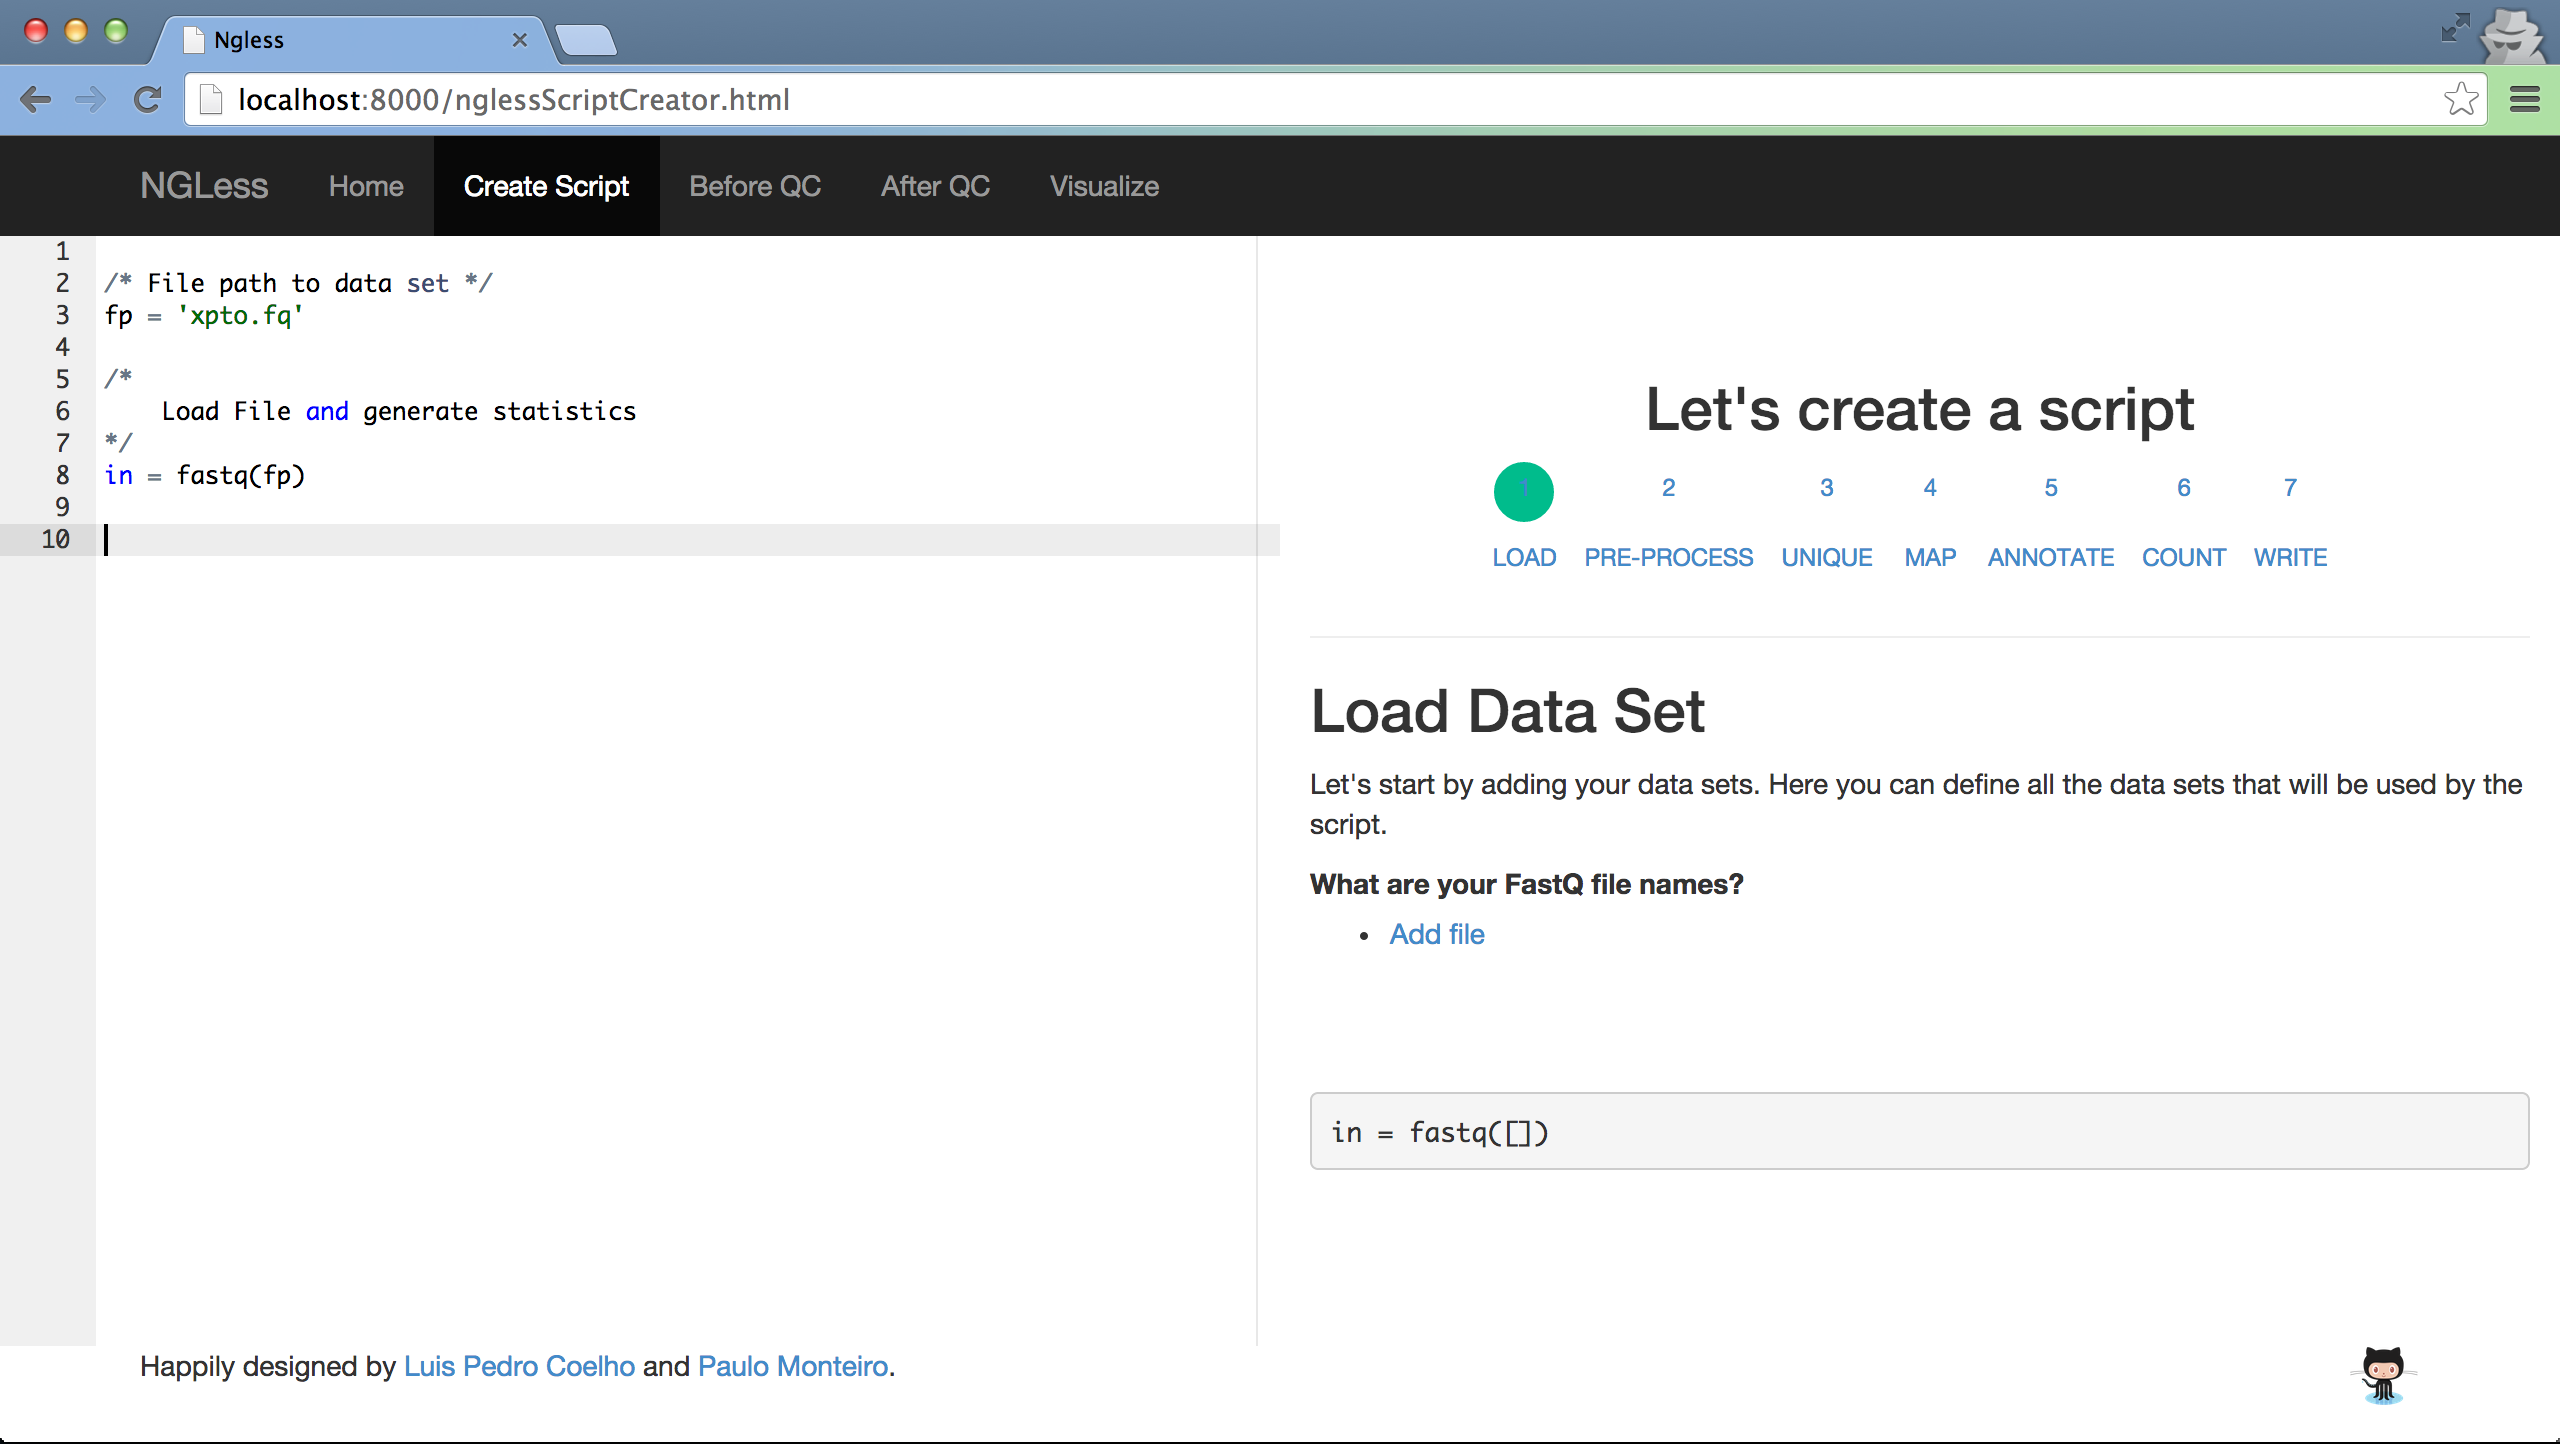 Ngless
localhost:8000/nglessScriptCreator.html
NGLess Home Create Script Before QC After QC Visualize
1
2 /* File path to data set */
3 fp = 'xpto.fq'
4
5 /*
6 Load File and generate statistics
7 */
8 in = fastq(fp)
9
10
Let's create a script
1 2 3 4 5 6 7
LOAD PRE-PROCESS UNIQUE MAP ANNOTATE COUNT WRITE
Load Data Set
Let's start by adding your data sets. Here you can define all the data sets that will be used by the
script.
What are your FastQ file names?
• Add file
in = fastq([])
Happily designed by Luis Pedro Coelho and Paulo Monteiro.